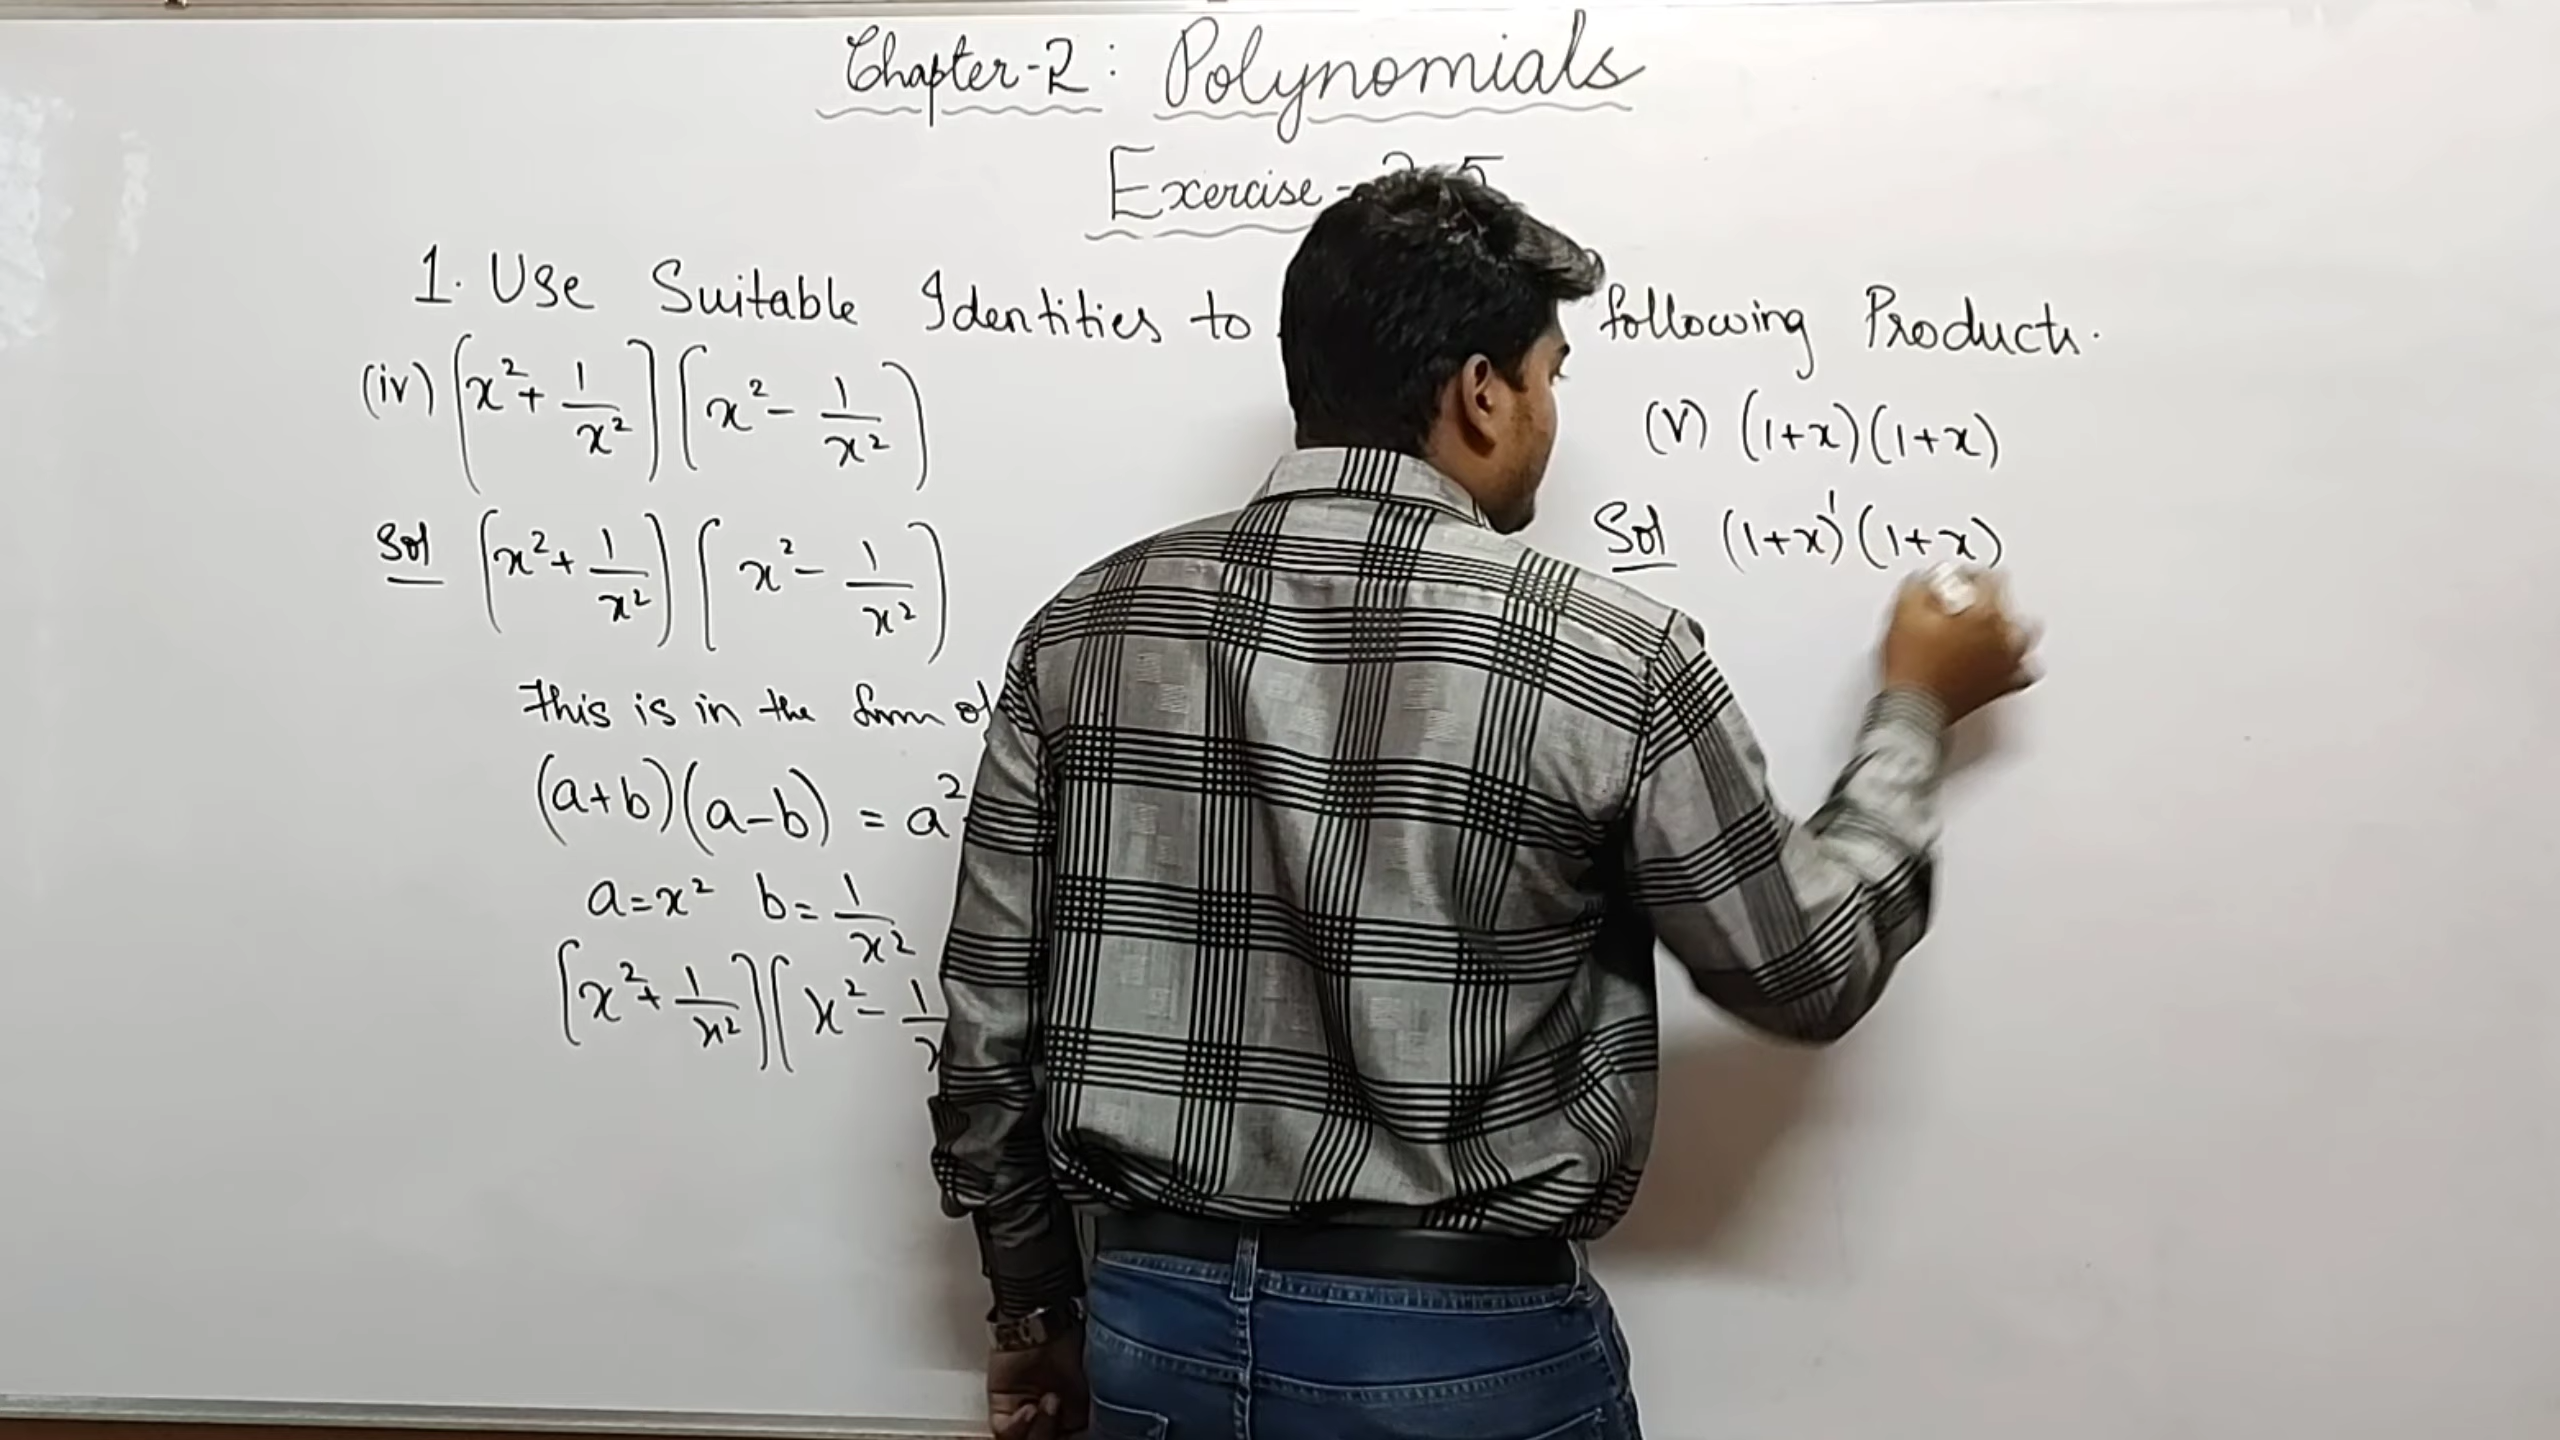 Chapter-2: Polynomials
Exercise-
1. Use Suitable Identities to following Products.
(iv) (x² + 1/x²) (x² - 1/x²)
Sol (x² + 1/x²) (x² - 1/x²)
This is in the form of
(a+b)(a-b) = a²
a=x² b=1/x²
(x² + 1/x²) (x² - 1/
(V) (1+x)(1+x)
Sol (1+x)¹(1+x)